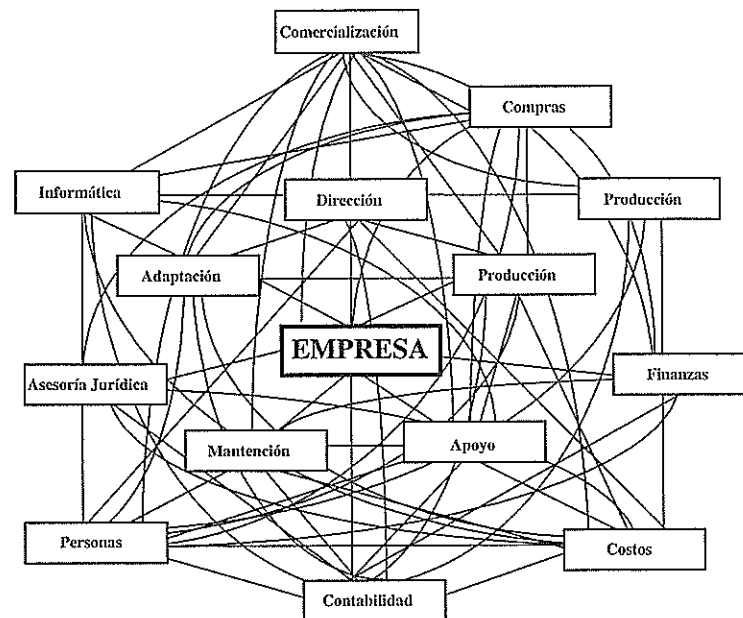 Comercialización
Compras
Informática
Dirección
Producción
Adaptación
Producción
EMPRESA
Asesoría Jurídica
Finanzas
Mantención
Apoyo
Personas
Costos
Contabilidad